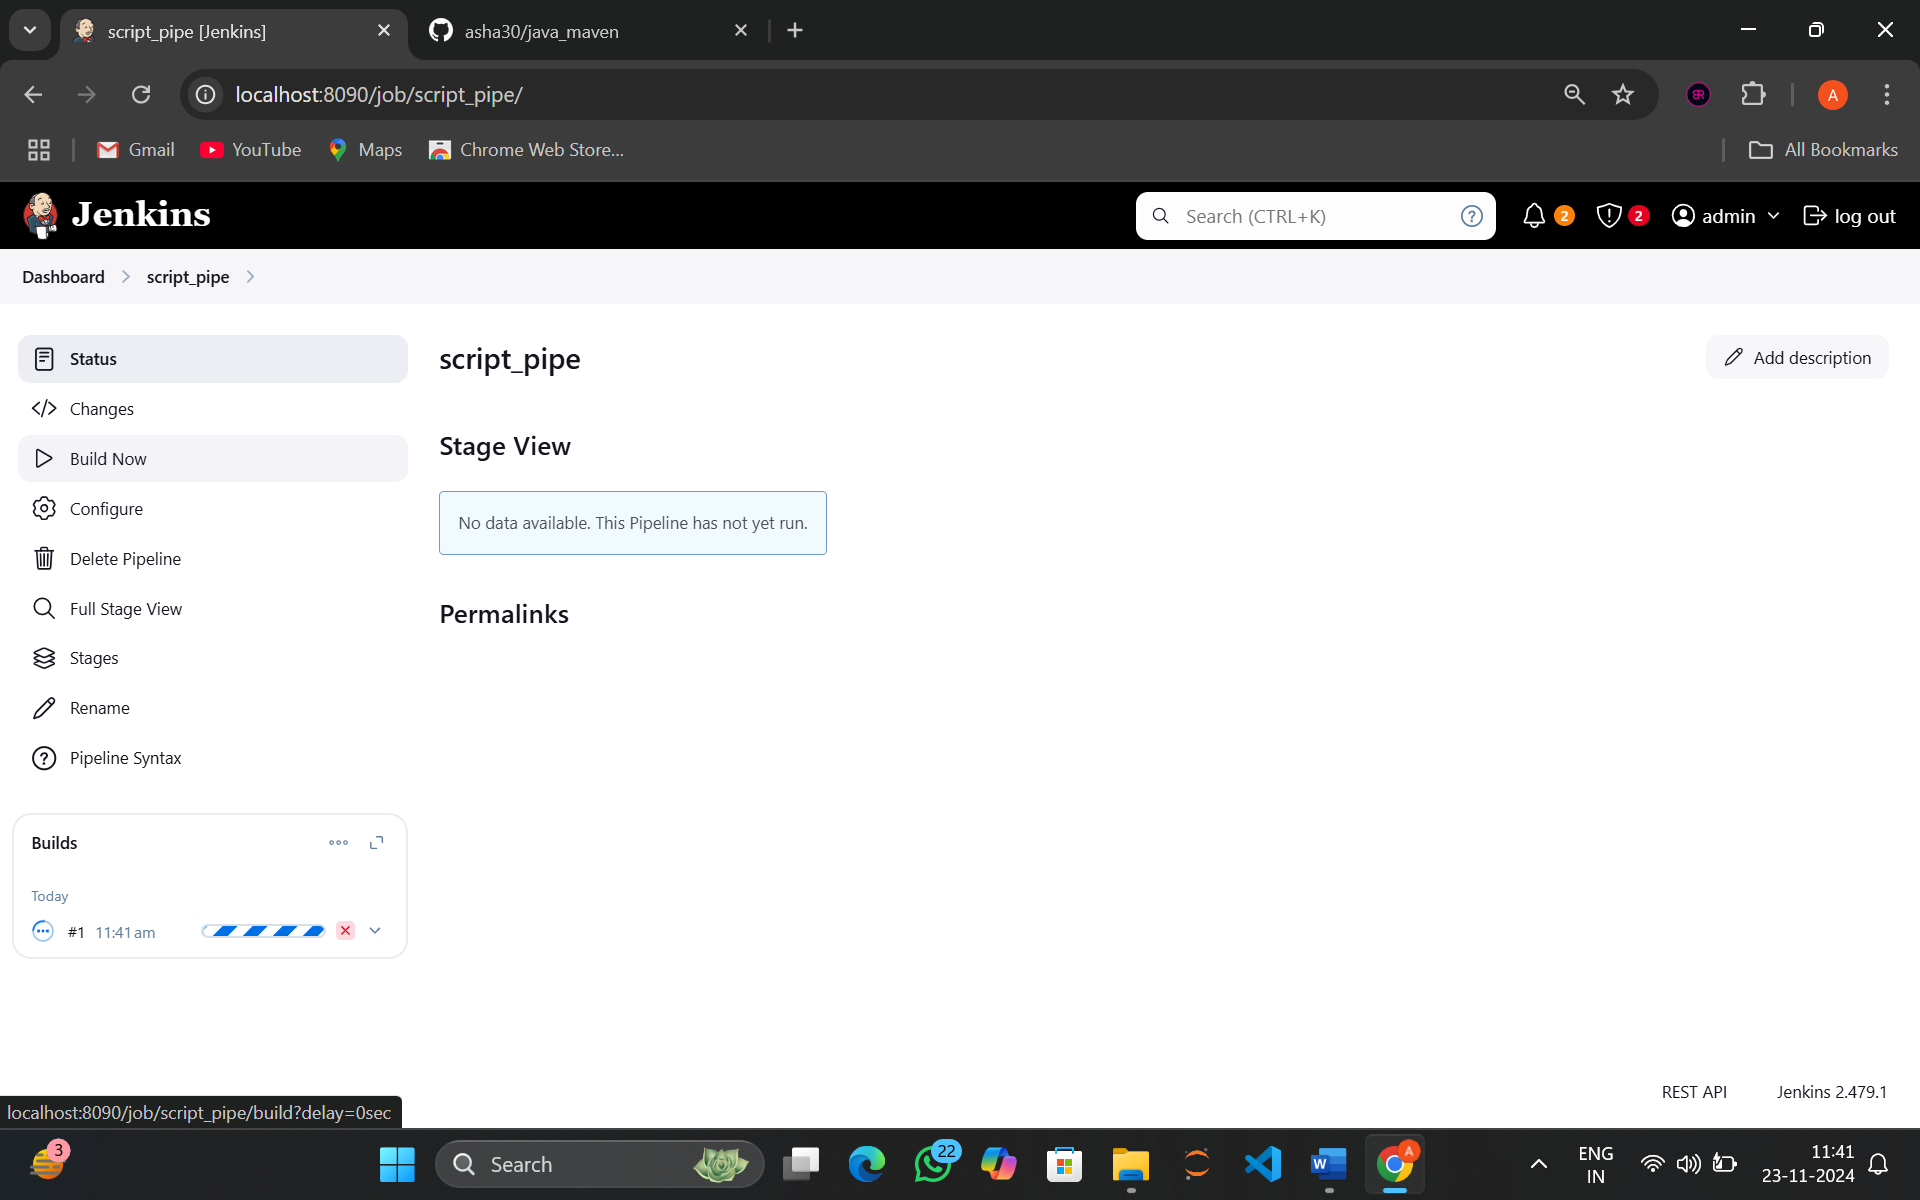 script_pipe [Jenkins]
asha30/java_maven
localhost:8090/job/script_pipe/
A
Gmail
YouTube
Maps
Chrome Web Store...
All Bookmarks
Jenkins
Search (CTRL+K)
?
2
2
admin
log out
Dashboard
script_pipe
Status
Changes
Build Now
Configure
Delete Pipeline
Full Stage View
Stages
Rename
Pipeline Syntax
script_pipe
Add description
Stage View
No data available. This Pipeline has not yet run.
Permalinks
Builds
Today
#1 11:41 am
REST API
Jenkins 2.479.1
localhost:8090/job/script_pipe/build?delay=0sec
3
Search
22
W
A
ENG
IN
11:41
23-11-2024